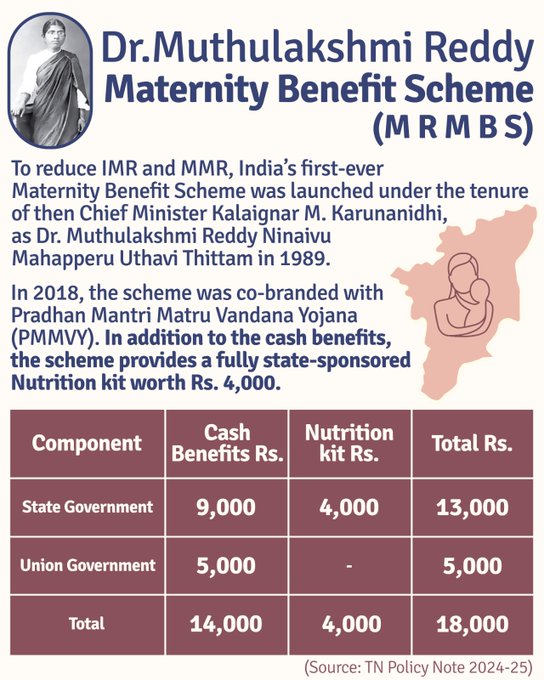 Dr.Muthulakshmi Reddy
Maternity Benefit Scheme
(M R M B S)
To reduce IMR and MMR, India's first-ever
Maternity Benefit Scheme was launched under the tenure
of then Chief Minister Kalaignar M. Karunanidhi,
as Dr. Muthulakshmi Reddy Ninaivu
Mahapperu Uthavi Thittam in 1989.
In 2018, the scheme was co-branded with
Pradhan Mantri Matru Vandana Yojana
(PMMVY). In addition to the cash benefits,
the scheme provides a fully state-sponsored
Nutrition kit worth Rs. 4,000.
Component Cash Benefits Rs. Nutrition kit Rs. Total Rs.
State Government 9,000 4,000 13,000
Union Government 5,000 - 5,000
Total 14,000 4,000 18,000
(Source: TN Policy Note 2024-25)